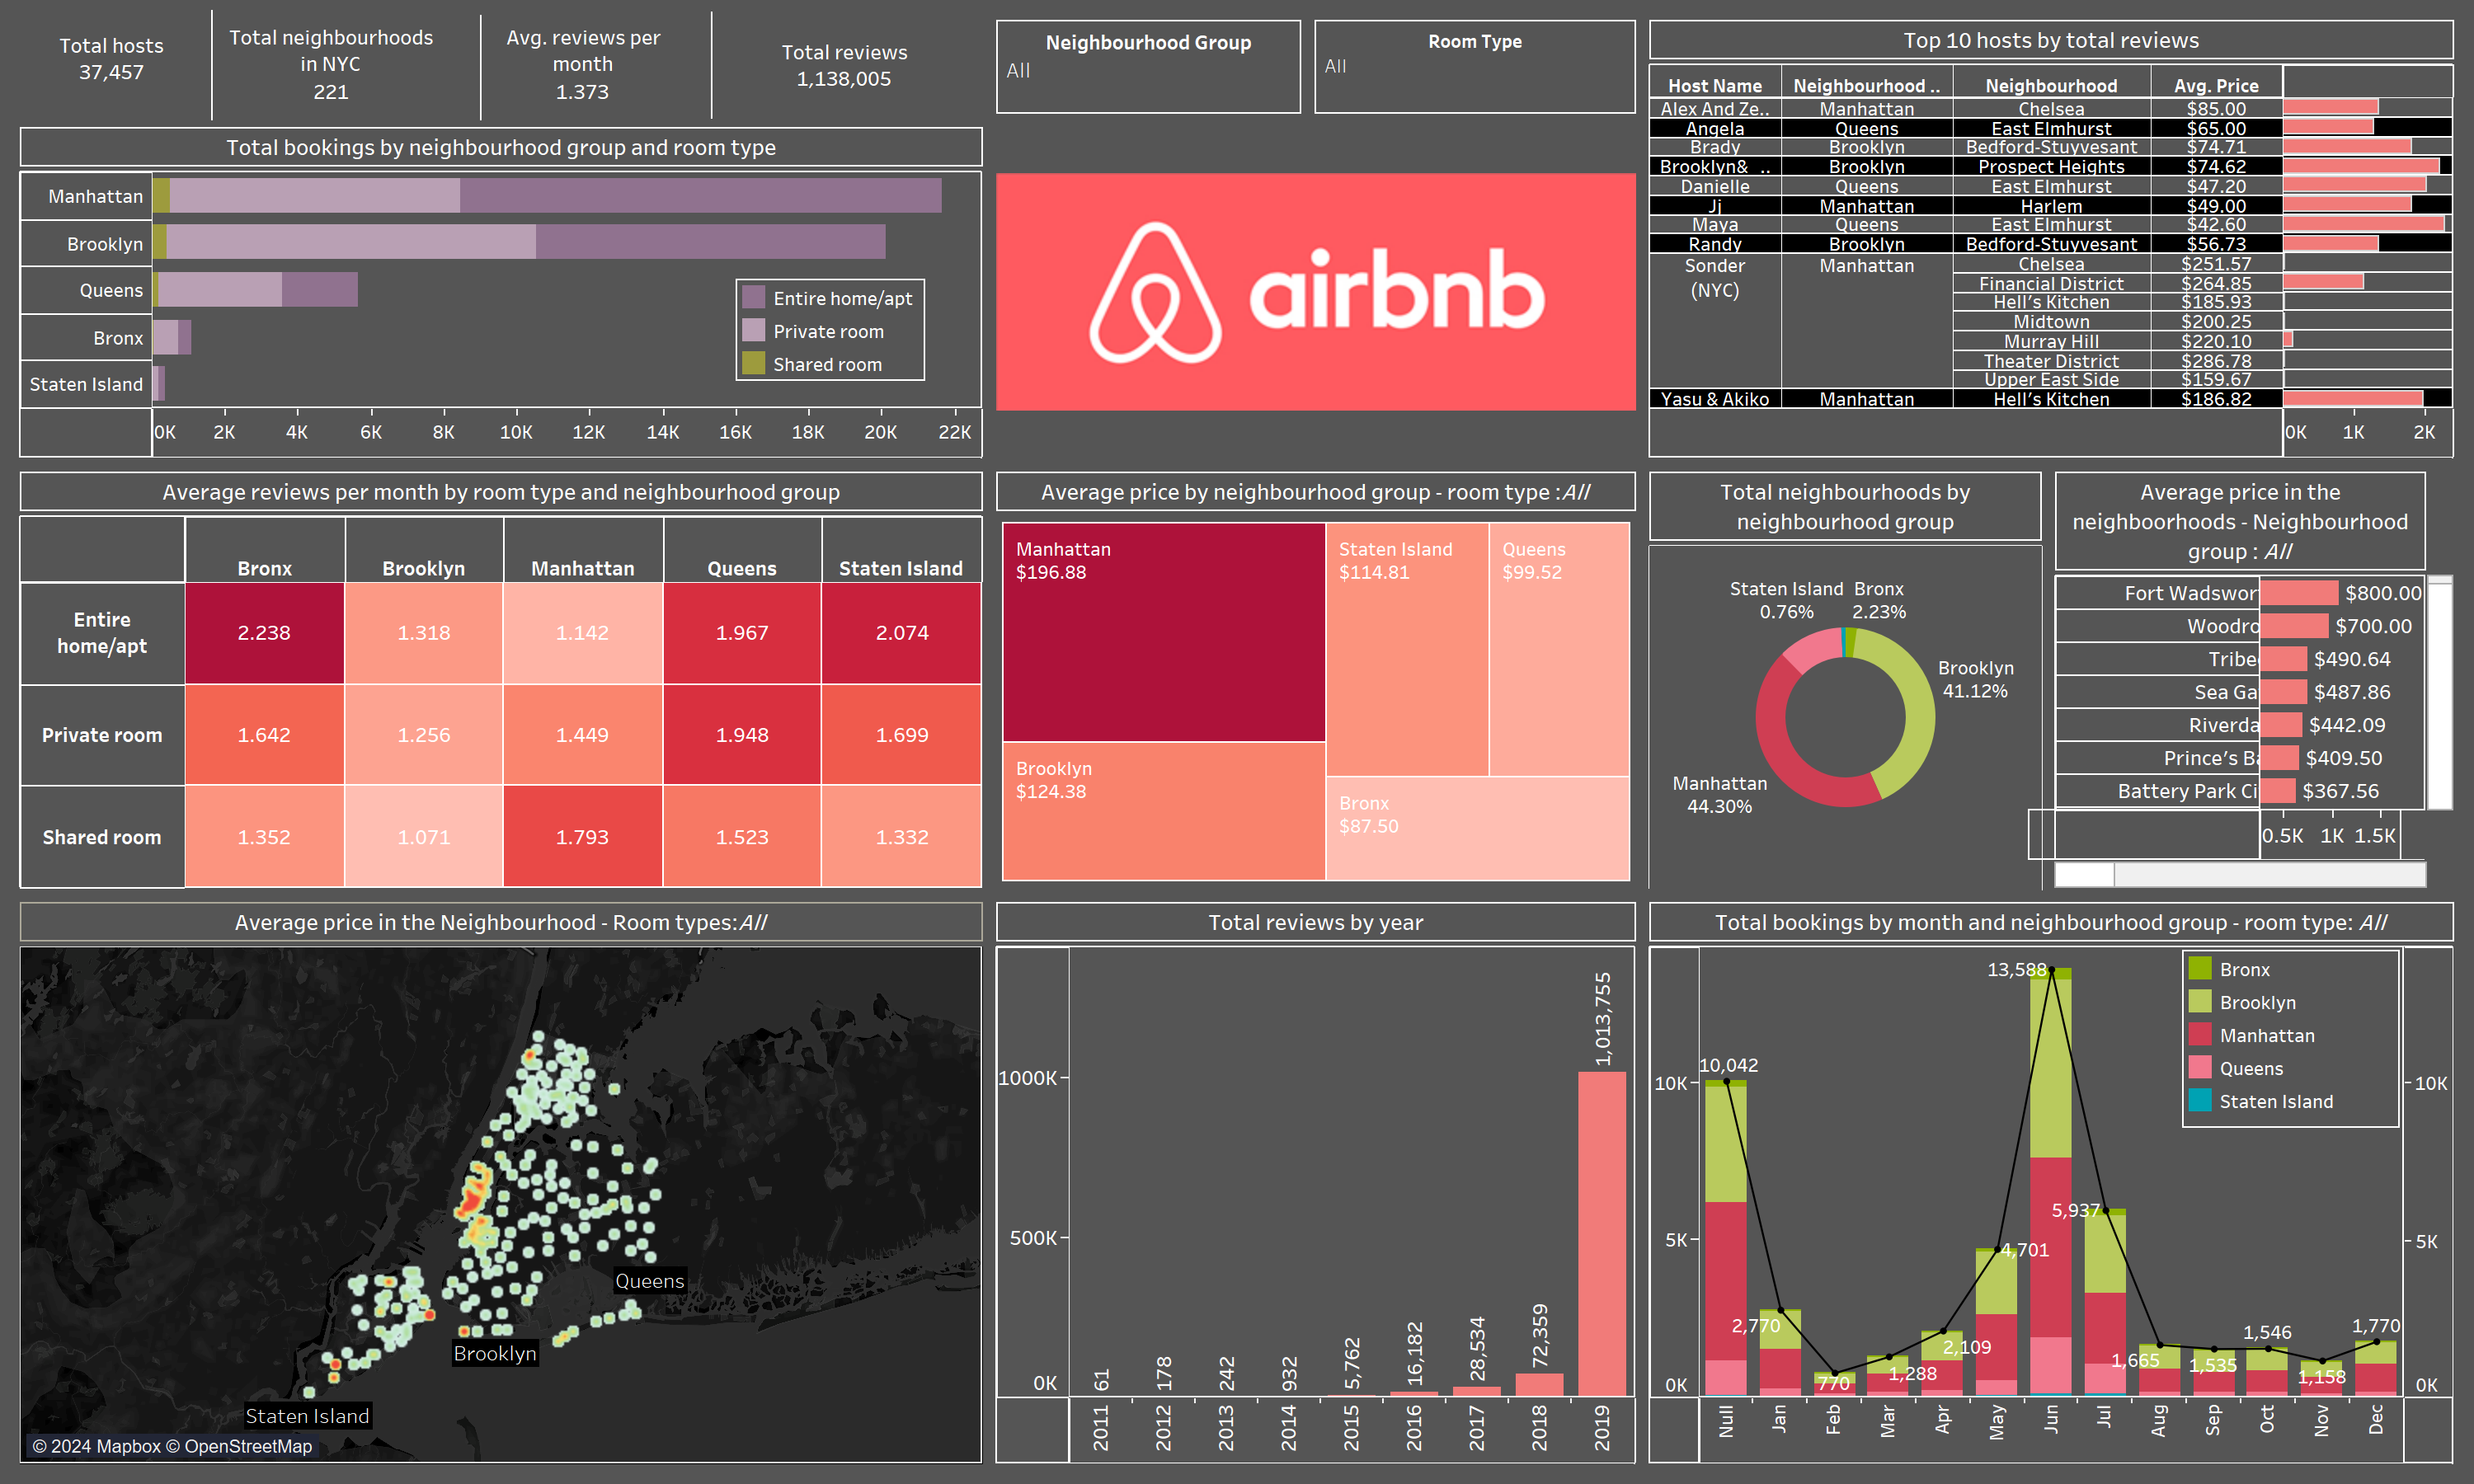 Total hosts
37,457
Total neighbourhoods
in NYC
221
Avg. reviews per
month
1.373
Total reviews
1,138,005
Neighbourhood Group
All
Room Type
All
Top 10 hosts by total reviews
Host Name Neighbourhood .. Neighbourhood Avg. Price
Alex And Ze.. Manhattan Chelsea $85.00
Angela Queens East Elmhurst $65.00
Brady Brooklyn Bedford-Stuyvesant $74.71
Brooklyn& .. Brooklyn Prospect Heights $74.62
Danielle Queens East Elmhurst $47.20
Jj Manhattan Harlem $49.00
Maya Queens East Elmhurst $42.60
Randy Brooklyn Bedford-Stuyvesant $56.73
Sonder (NYC) Manhattan Chelsea $251.57
Financial District $264.85
Hell's Kitchen $185.93
Midtown $200.25
Murray Hill $220.10
Theater District $286.78
Upper East Side $159.67
Yasu & Akiko Manhattan Hell's Kitchen $186.82
0K 1K 2K
Total bookings by neighbourhood group and room type
Manhattan
Brooklyn
Queens
Bronx
Staten Island
Entire home/apt
Private room
Shared room
0K 2K 4K 6K 8K 10K 12K 14K 16K 18K 20K 22K
airbnb
Average reviews per month by room type and neighbourhood group
Bronx Brooklyn Manhattan Queens Staten Island
Entire
home/apt
2.238 1.318 1.142 1.967 2.074
Private room 1.642 1.256 1.449 1.948 1.699
Shared room 1.352 1.071 1.793 1.523 1.332
Average price by neighbourhood group - room type :All
Manhattan
$196.88
Staten Island
$114.81
Queens
$99.52
Brooklyn
$124.38
Bronx
$87.50
Total neighbourhoods by
neighbourhood group
Staten Island
0.76%
Bronx
2.23%
Brooklyn
41.12%
Manhattan
44.30%
Average price in the
neighboorhoods - Neighbourhood
group : All
Fort Wadswor $800.00
Woodro $700.00
Tribe $490.64
Sea Ga $487.86
Riverda $442.09
Prince's Ba $409.50
Battery Park Ci $367.56
0.5K 1K 1.5K
Average price in the Neighbourhood - Room types:All
Queens
Brooklyn
Staten Island
© 2024 Mapbox © OpenStreetMap
Total reviews by year
1000K
500K
0K
61
178
242
932
5,762
16,182
28,534
72,359
1,013,755
2011 2012 2013 2014 2015 2016 2017 2018 2019
Total bookings by month and neighbourhood group - room type: All
Bronx
Brooklyn
Manhattan
Queens
Staten Island
10K
5K
0K
10,042
2,770
770
1,288
2,109
4,701
13,588
5,937
1,665
1,535
1,546
1,158
1,770
10K
5K
0K
Null Jan Feb Mar Apr May Jun Jul Aug Sep Oct Nov Dec